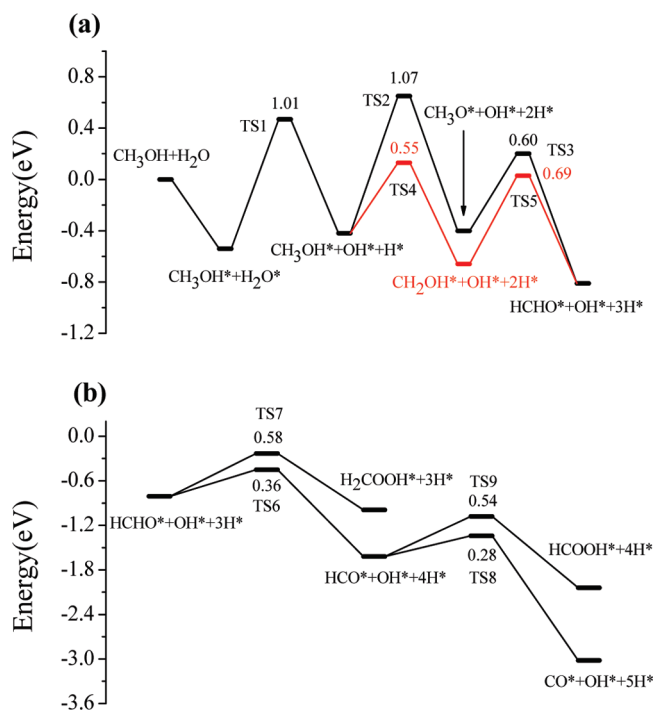 (a)
0.8
0.4
0.0
-0.4
-0.8
-1.2
Energy(eV)
CH₃OH+H₂O
CH₃OH*+H₂O*
TS1
1.01
CH₃OH*+OH*+H*
TS2
1.07
0.55
TS4
CH₃O*+OH*+2H*
CH₂OH*+OH*+2H*
0.60
TS3
0.69
TS5
HCHO*+OH*+3H*
(b)
0.0
-0.6
-1.2
-1.8
-2.4
-3.0
-3.6
Energy(eV)
HCHO*+OH*+3H*
TS7
0.58
0.36
TS6
H₂COOH*+3H*
HCO*+OH*+4H*
TS9
0.54
0.28
TS8
HCOOH*+4H*
CO*+OH*+5H*